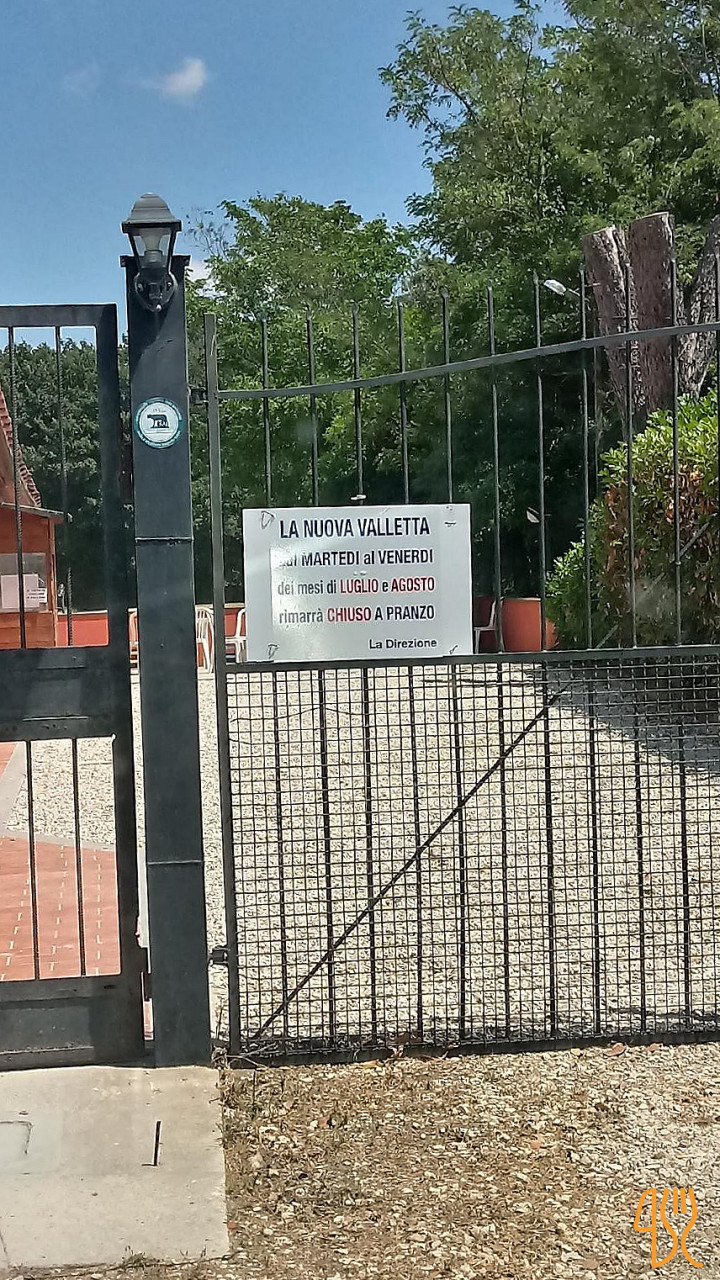 LA NUOVA VALLETTA
dal MARTEDI al VENERDI
dei mesi di LUGLIO e AGOSTO
rimarrà CHIUSO A PRANZO
La Direzione